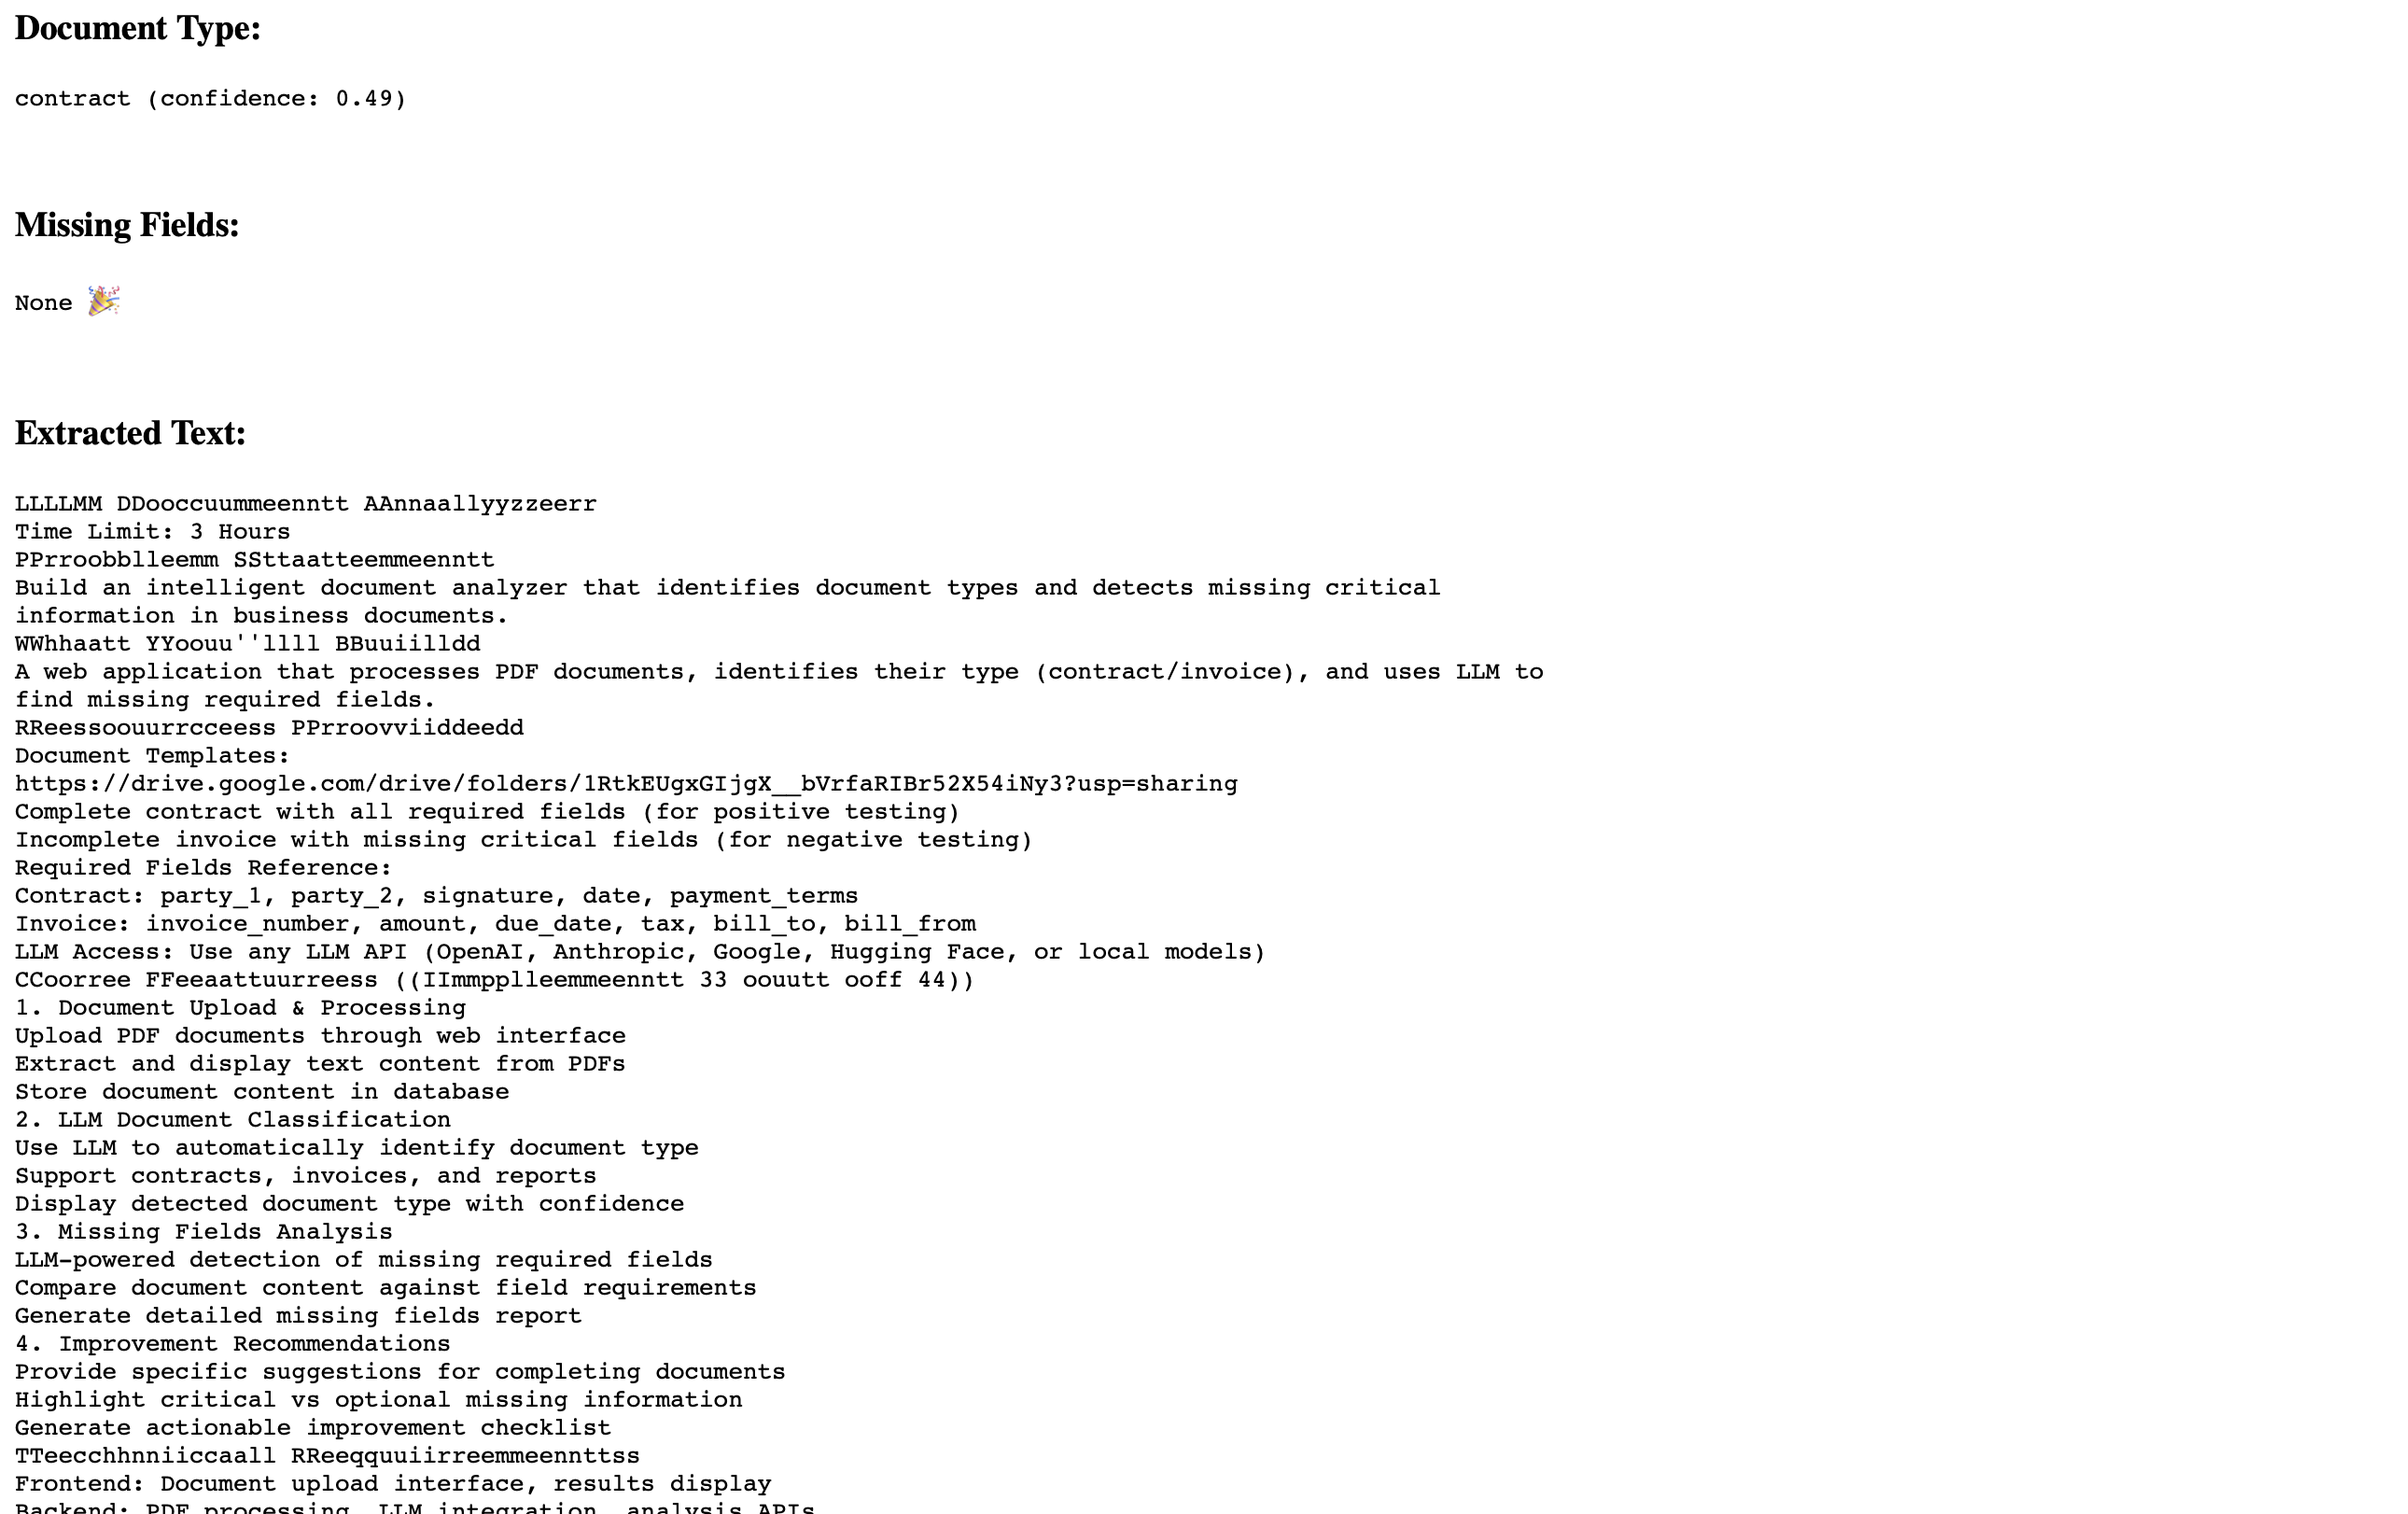 Document Type:
contract (confidence: 0.49)
Missing Fields:
None 🎉
Extracted Text:
LLLLMM DDooccuummeenntt AAnnaallyyzzeerr
Time Limit: 3 Hours
PPrroobblleemm SSttaatteemmeenntt
Build an intelligent document analyzer that identifies document types and detects missing critical
information in business documents.
WWhhaatt YYoouu''llll BBuuiilldd
A web application that processes PDF documents, identifies their type (contract/invoice), and uses LLM to
find missing required fields.
RReessoouurrcceess PPrroovviiddeedd
Document Templates:
https://drive.google.com/drive/folders/1RtkEUgxGIjgX__bVrfaRIBr52X54iNy3?usp=sharing
Complete contract with all required fields (for positive testing)
Incomplete invoice with missing critical fields (for negative testing)
Required Fields Reference:
Contract: party_1, party_2, signature, date, payment_terms
Invoice: invoice_number, amount, due_date, tax, bill_to, bill_from
LLM Access: Use any LLM API (OpenAI, Anthropic, Google, Hugging Face, or local models)
CCoorree FFeeaattuurreess ((IImmpplleemmeenntt 33 oouutt ooff 44))
1. Document Upload & Processing
Upload PDF documents through web interface
Extract and display text content from PDFs
Store document content in database
2. LLM Document Classification
Use LLM to automatically identify document type
Support contracts, invoices, and reports
Display detected document type with confidence
3. Missing Fields Analysis
LLM-powered detection of missing required fields
Compare document content against field requirements
Generate detailed missing fields report
4. Improvement Recommendations
Provide specific suggestions for completing documents
Highlight critical vs optional missing information
Generate actionable improvement checklist
TTeecchhnniiccaall RReeqquuiirreemmeennttss
Frontend: Document upload interface, results display
Backend: PDF processing, LLM integration, analysis APIs